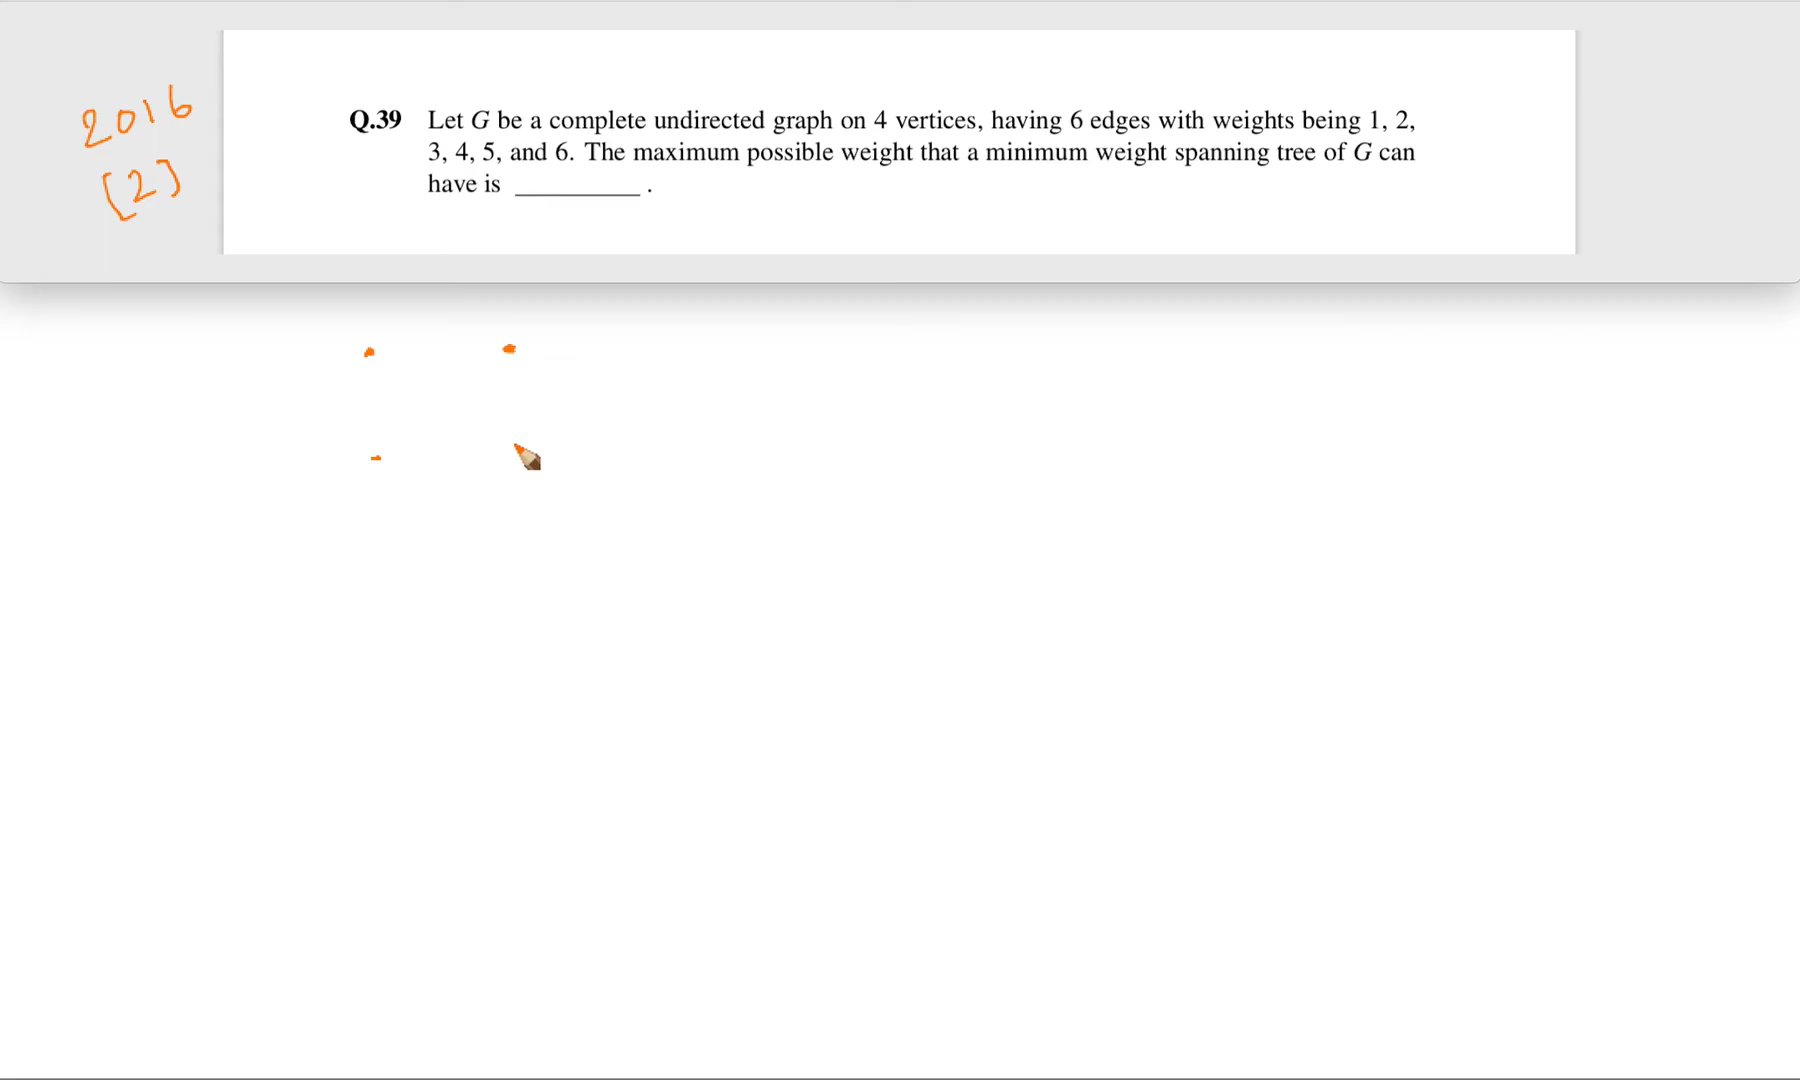 2016
[2]
Q.39 Let G be a complete undirected graph on 4 vertices, having 6 edges with weights being 1, 2,
3, 4, 5, and 6. The maximum possible weight that a minimum weight spanning tree of G can
have is __________ .